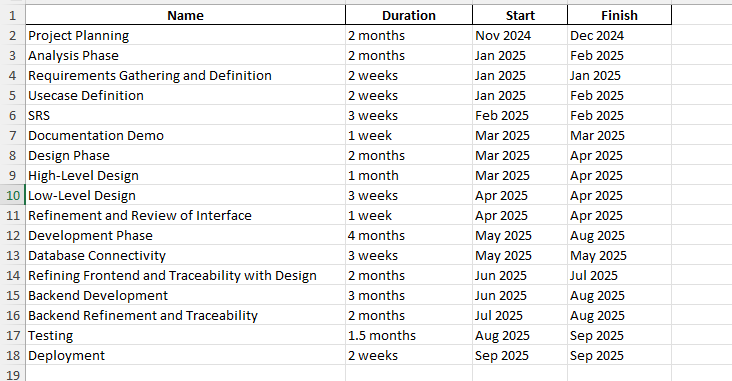 1 Name Duration Start Finish
2 Project Planning 2 months Nov 2024 Dec 2024
3 Analysis Phase 2 months Jan 2025 Feb 2025
4 Requirements Gathering and Definition 2 weeks Jan 2025 Jan 2025
5 Usecase Definition 2 weeks Jan 2025 Feb 2025
6 SRS 3 weeks Feb 2025 Feb 2025
7 Documentation Demo 1 week Mar 2025 Mar 2025
8 Design Phase 2 months Mar 2025 Apr 2025
9 High-Level Design 1 month Mar 2025 Apr 2025
10 Low-Level Design 3 weeks Apr 2025 Apr 2025
11 Refinement and Review of Interface 1 week Apr 2025 Apr 2025
12 Development Phase 4 months May 2025 Aug 2025
13 Database Connectivity 3 weeks May 2025 May 2025
14 Refining Frontend and Traceability with Design 2 months Jun 2025 Jul 2025
15 Backend Development 3 months Jun 2025 Aug 2025
16 Backend Refinement and Traceability 2 months Jul 2025 Aug 2025
17 Testing 1.5 months Aug 2025 Sep 2025
18 Deployment 2 weeks Sep 2025 Sep 2025
19